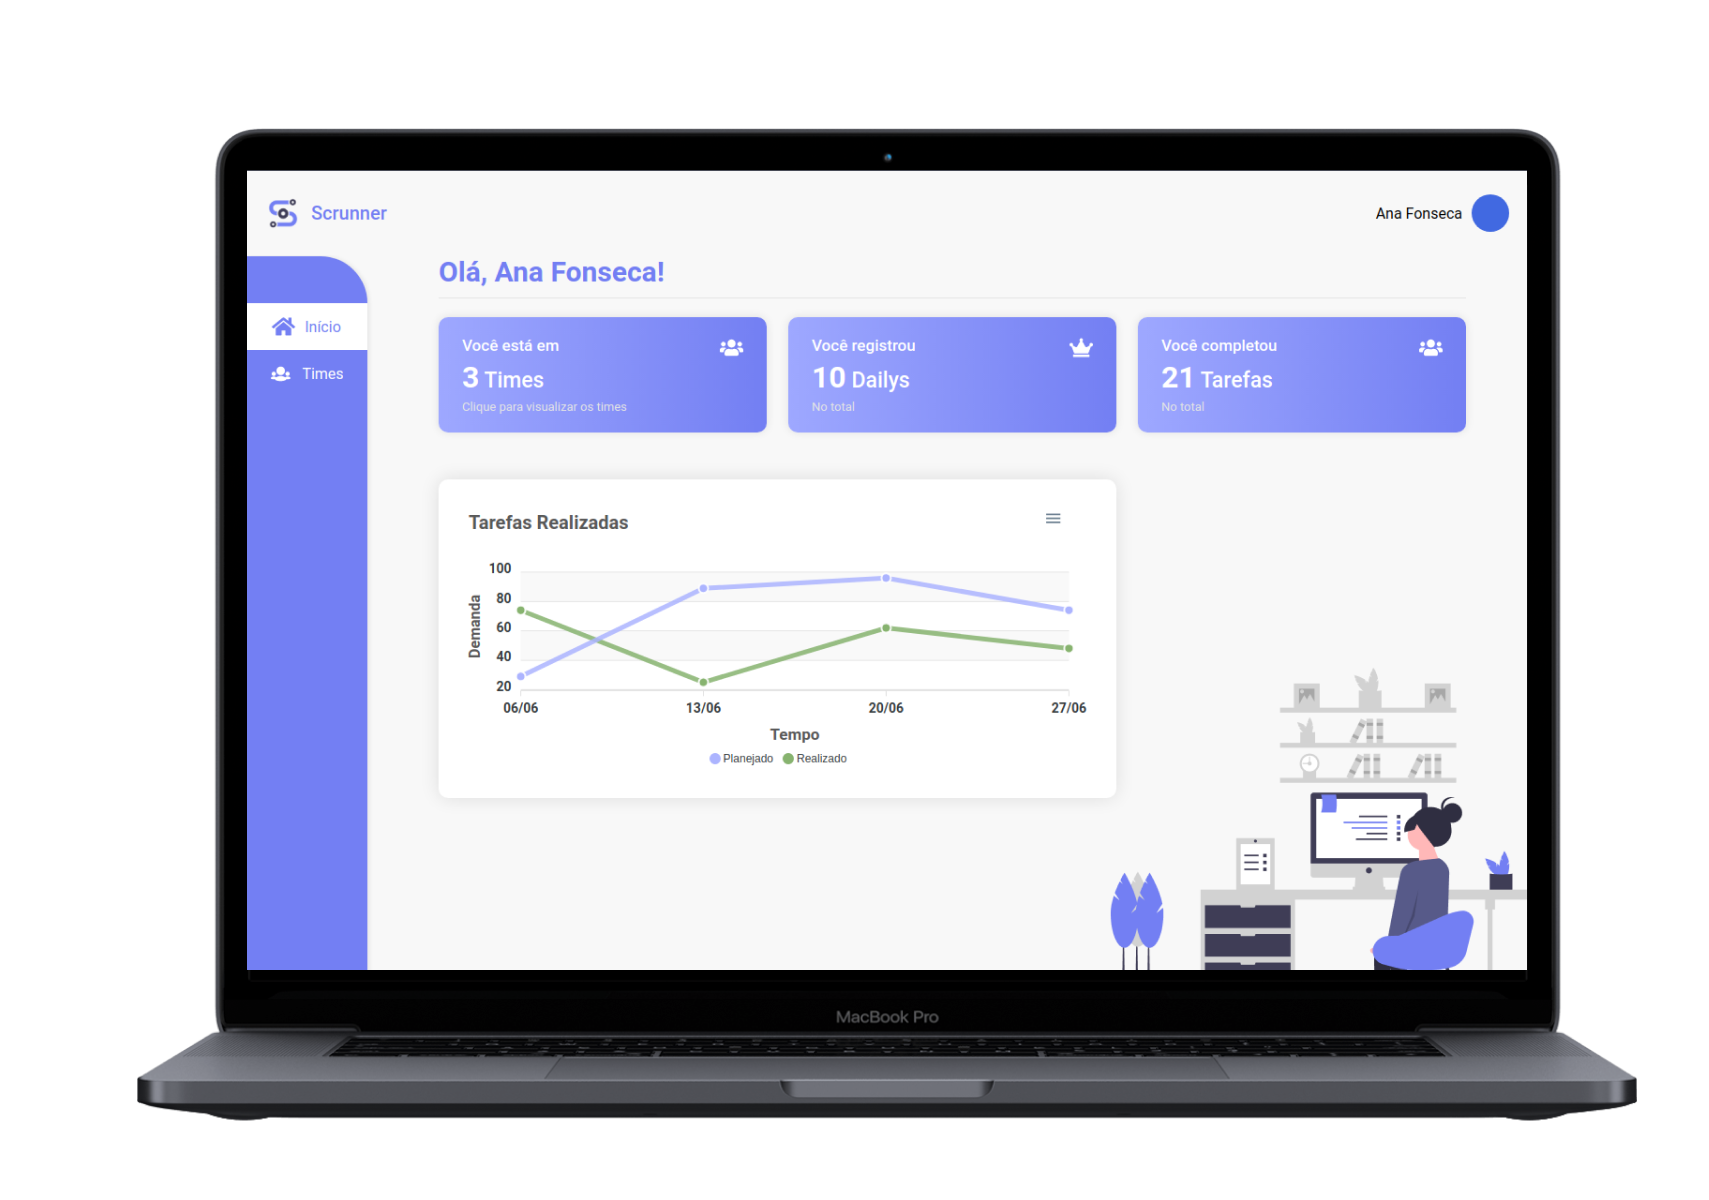 Scrunner
Ana Fonseca
Olá, Ana Fonseca!
Início
Times
Você está em
3 Times
Clique para visualizar os times
Você registrou
10 Dailys
No total
Você completou
21 Tarefas
No total
Tarefas Realizadas
100
80
60
40
20
Demanda
06/06
13/06
20/06
27/06
Tempo
Planejado
Realizado
MacBook Pro